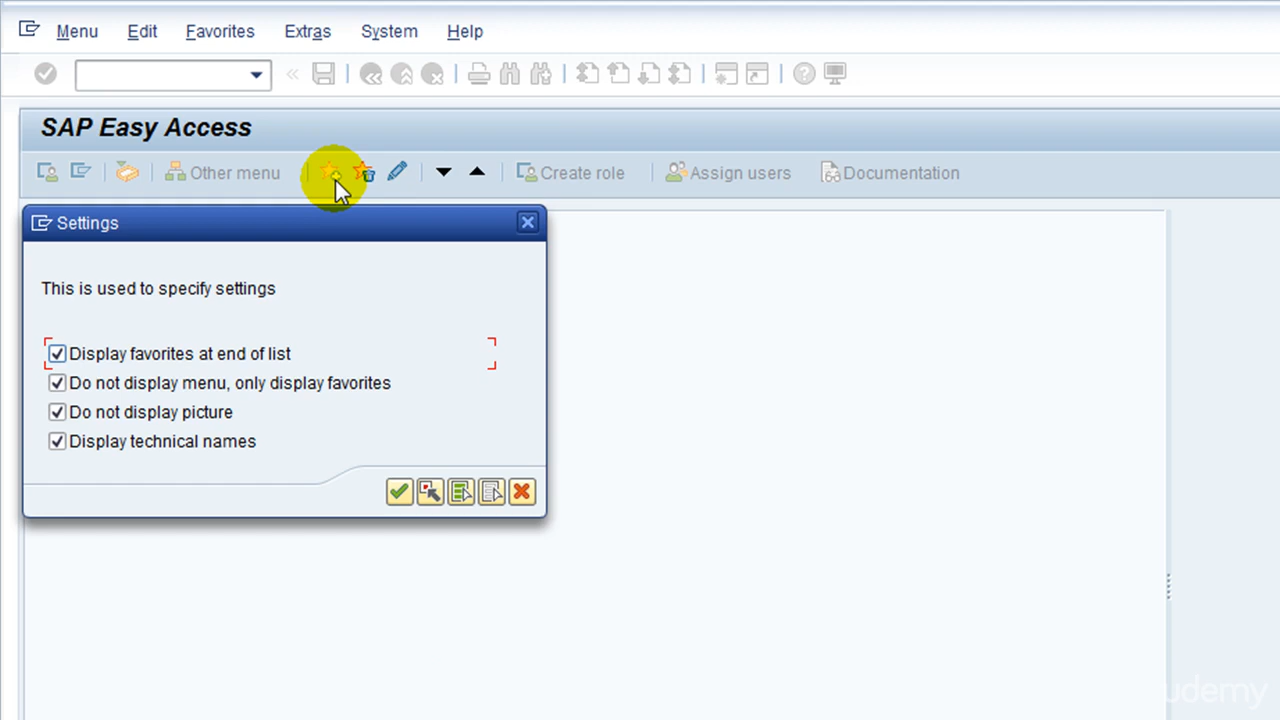 Menu Edit Favorites Extras System Help
SAP Easy Access
Other menu Create role Assign users Documentation
Settings
This is used to specify settings
Display favorites at end of list
Do not display menu, only display favorites
Do not display picture
Display technical names
udemy